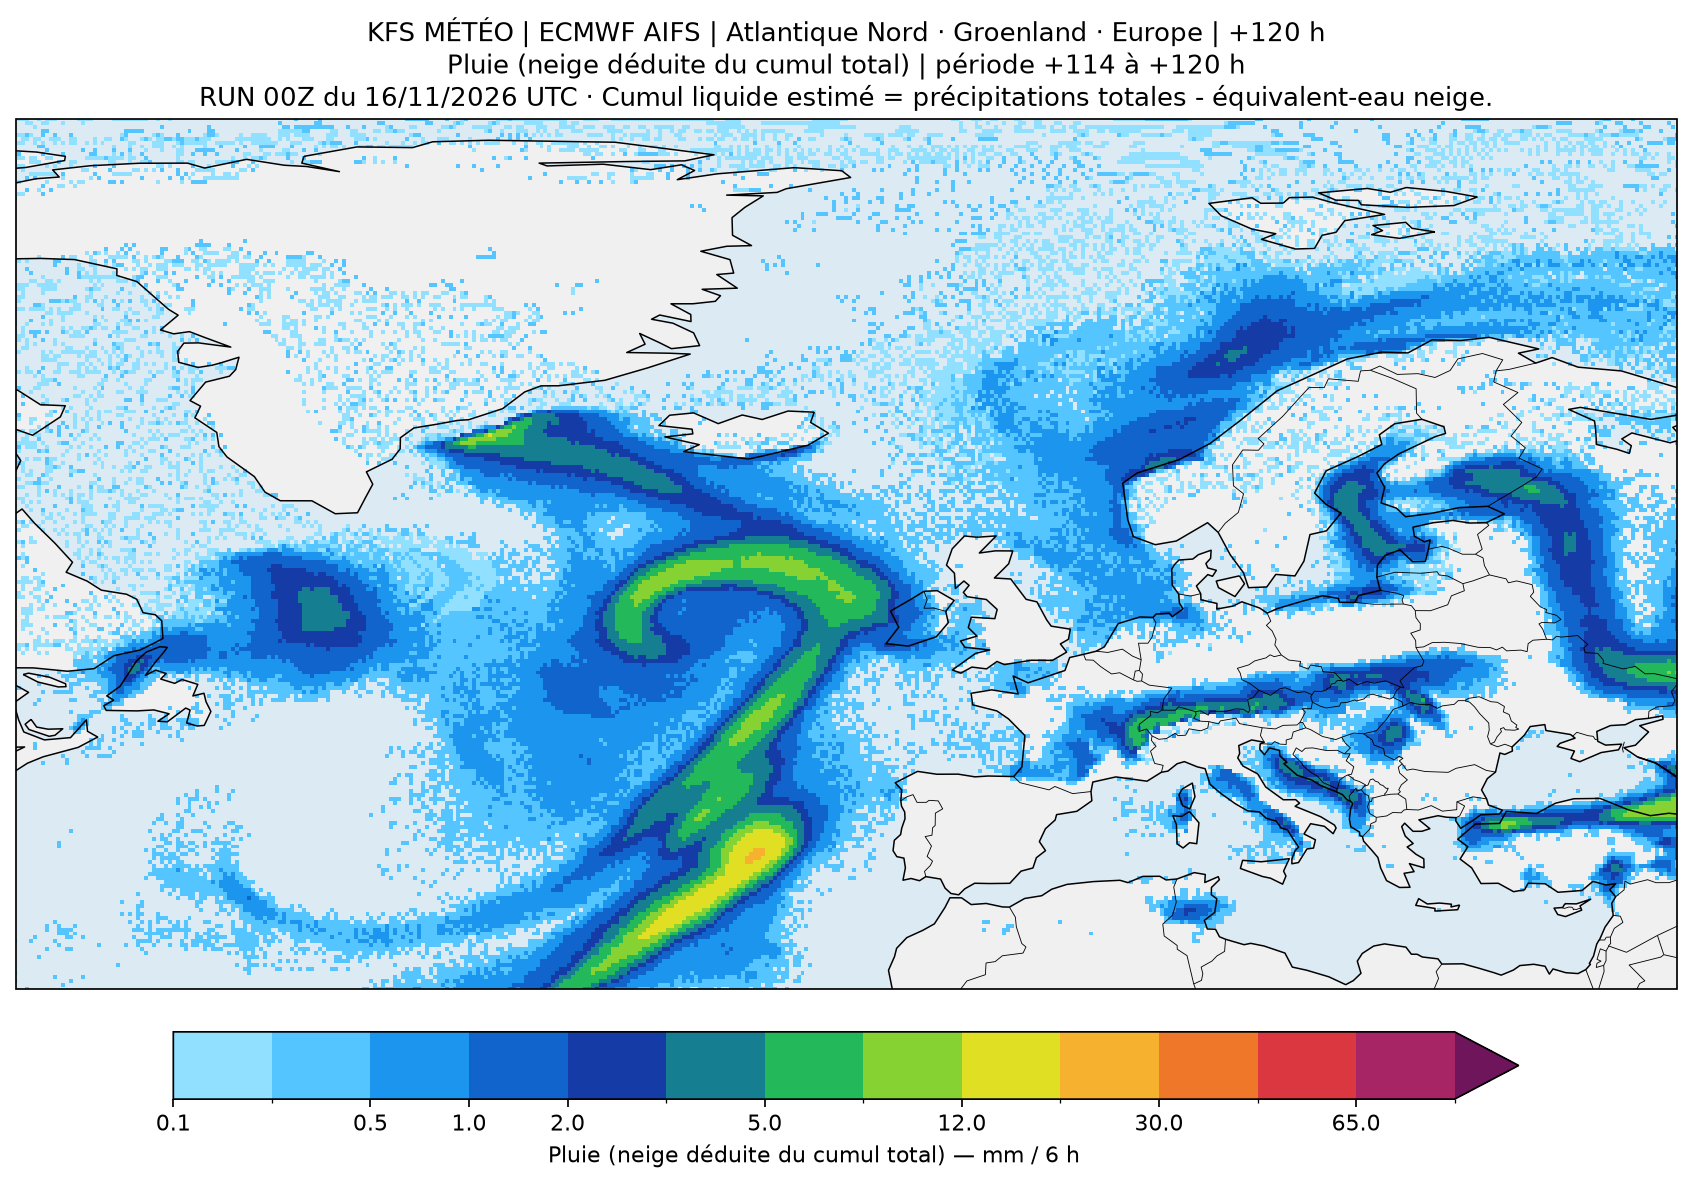 KFS MÉTÉO | ECMWF AIFS | Atlantique Nord · Groenland · Europe | +120 h
Pluie (neige déduite du cumul total) | période +114 à +120 h
RUN 00Z du 16/11/2026 UTC · Cumul liquide estimé = précipitations totales - équivalent-eau neige.
0.1 0.5 1.0 2.0 5.0 12.0 30.0 65.0
Pluie (neige déduite du cumul total) — mm / 6 h